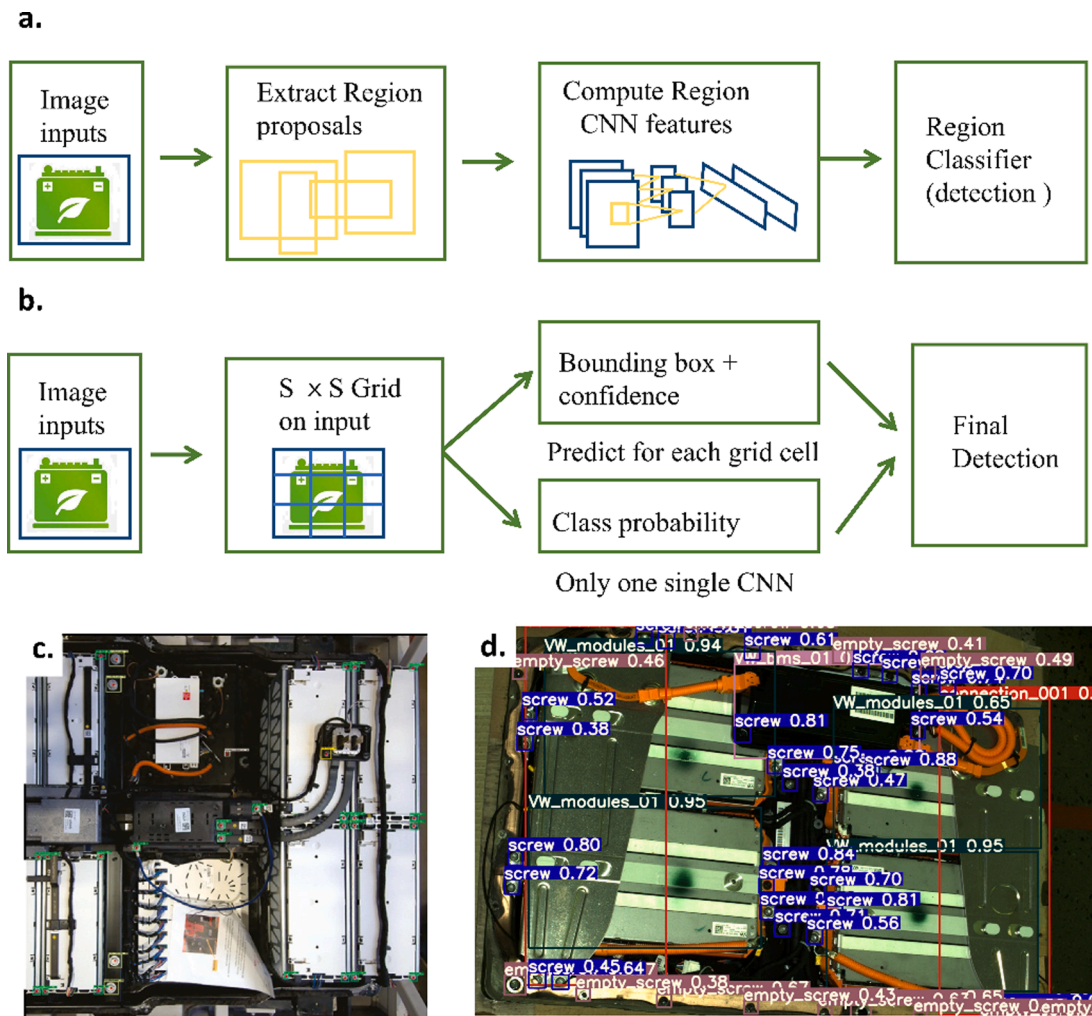 a.
Image
inputs
Extract Region
proposals
Compute Region
CNN features
Region
Classifier
(detection )
b.
Image
inputs
S × S Grid
on input
Bounding box +
confidence
Predict for each grid cell
Class probability
Only one single CNN
Final
Detection
c.
d.
VW_modules_01 0.94
screw 0.61
empty_screw 0.41
empty_screw 0.46
empty_screw 0.49
screw 0.70
screw 0.52
VW_modules_01 0.65
screw 0.81
screw 0.54
0.38
screw 0.75
0.88
0.38
0.47
VW_modules_01 0.95
VW_modules_01 0.95
screw 0.80
screw 0.84
screw 0.72
screw 0.70
screw 0.81
screw 0.56
screw 0.45
empty_screw 0.43
0.38
0.65